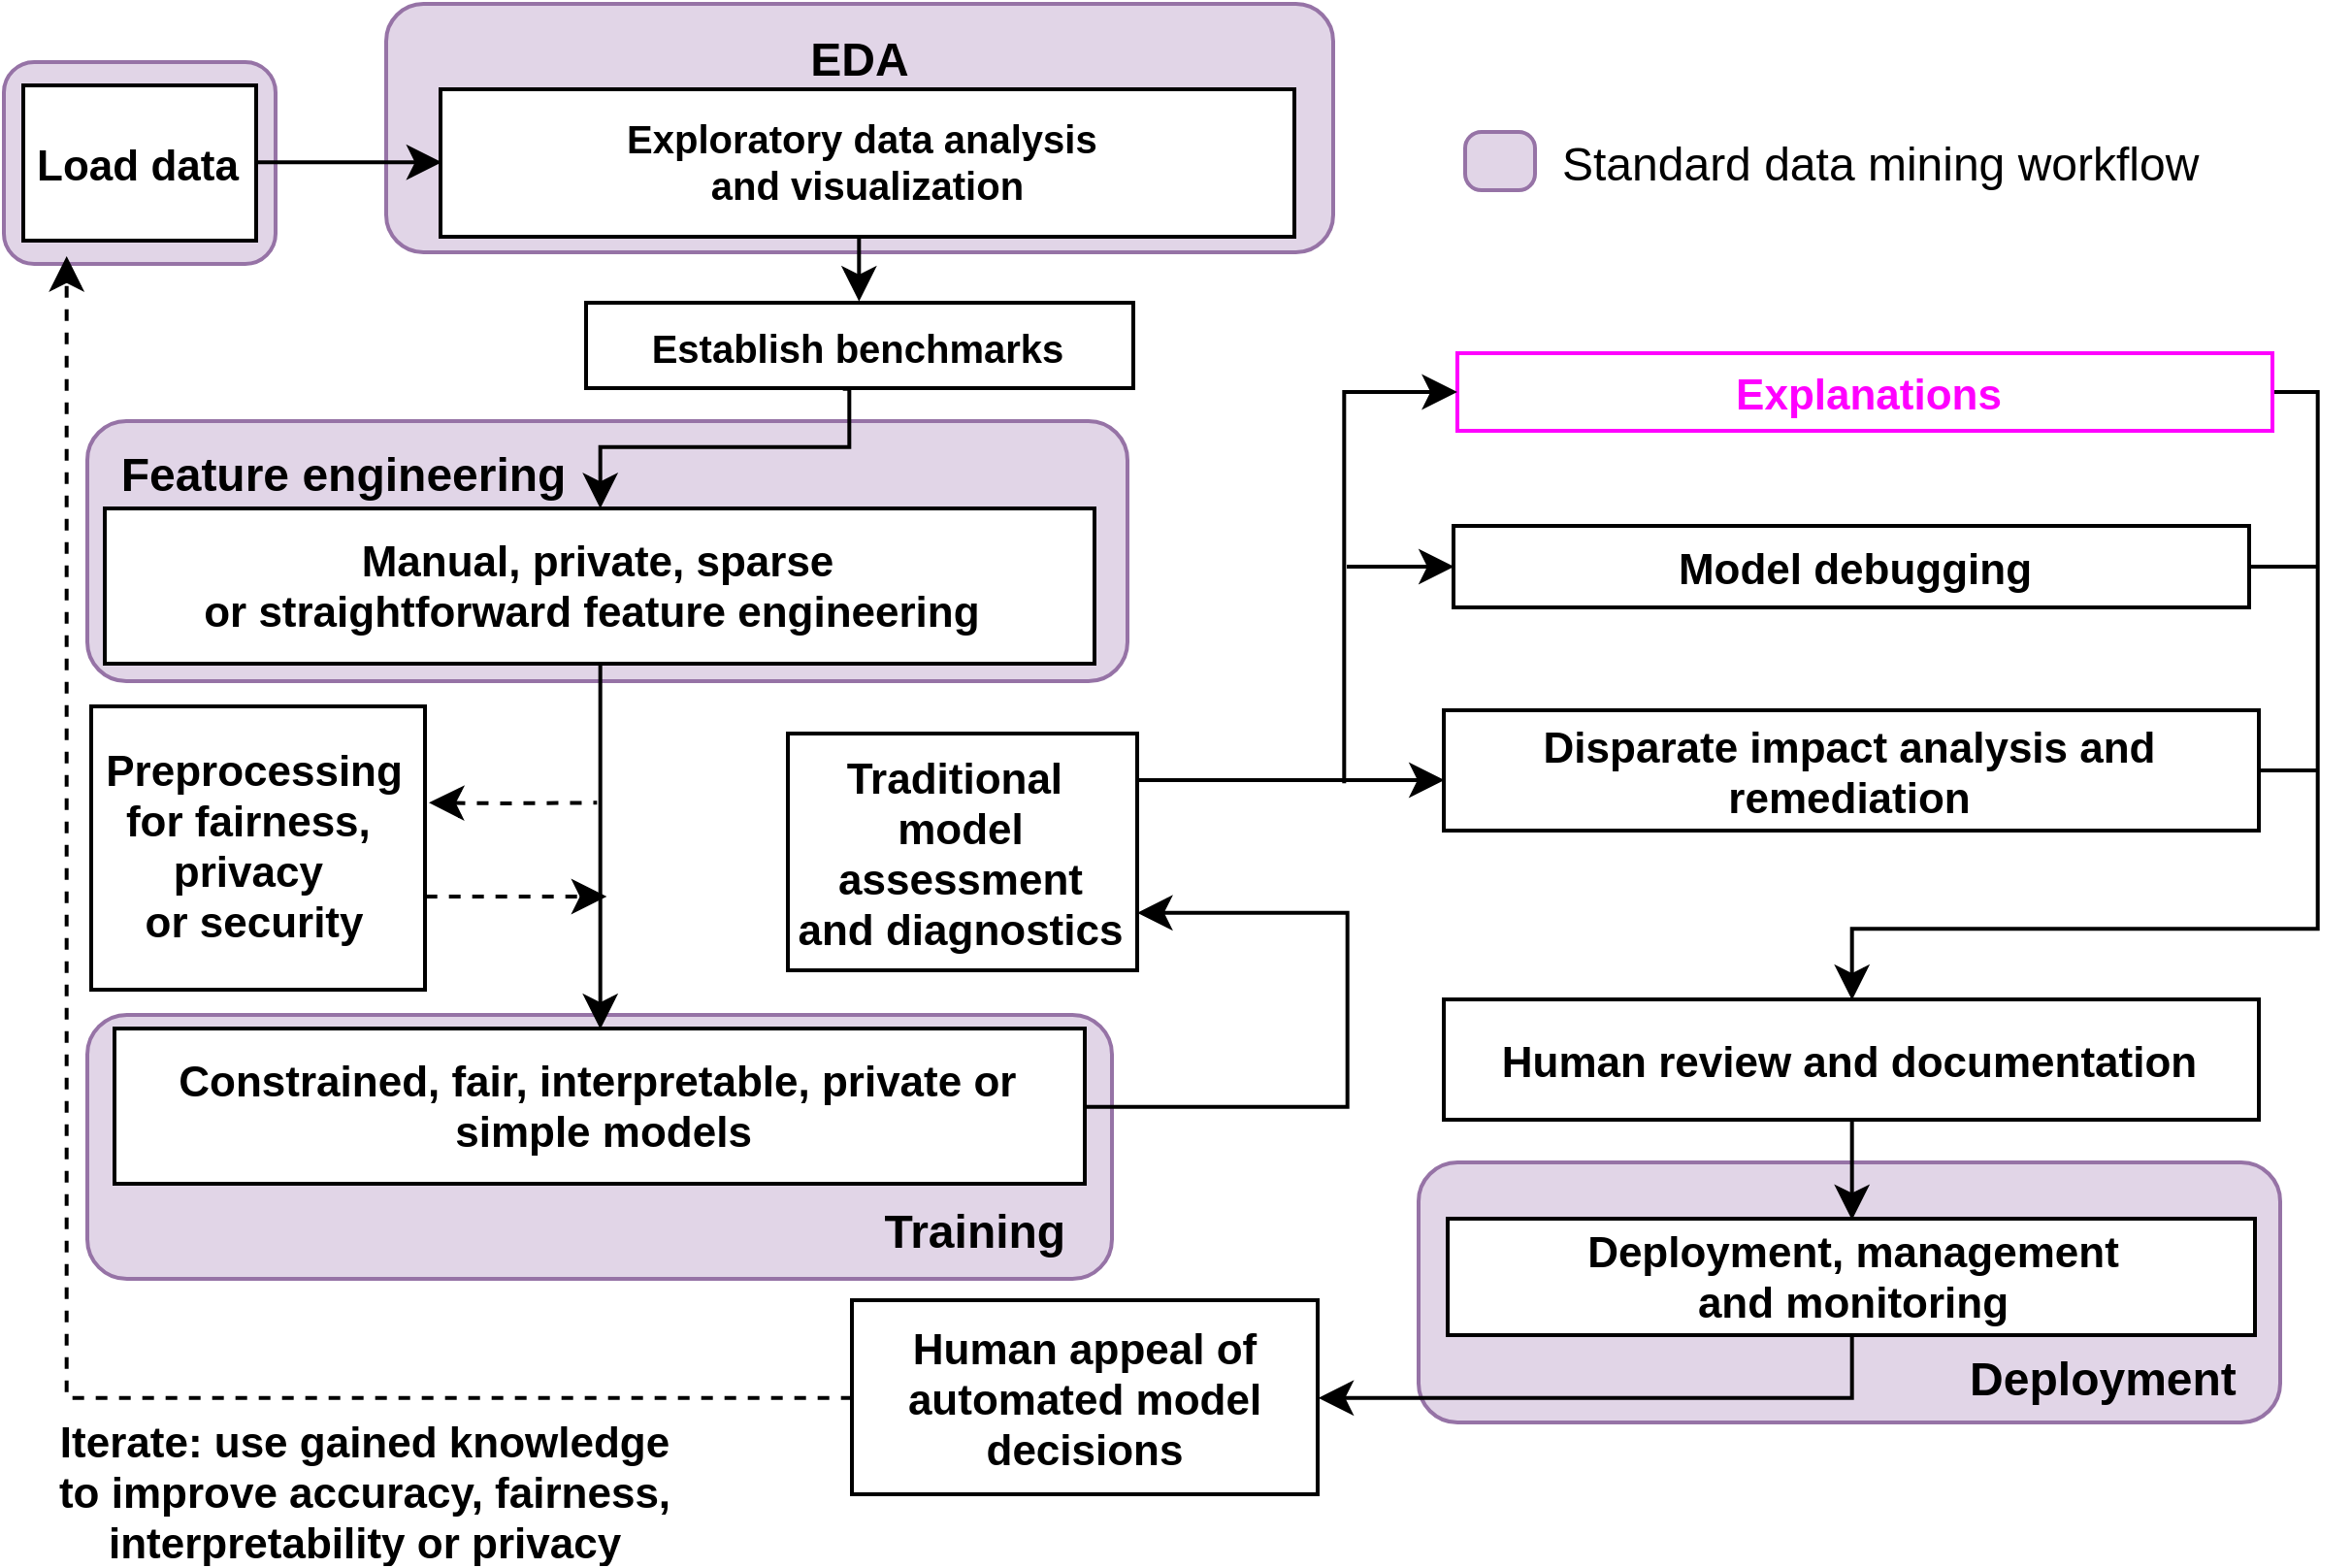 EDA
Load data
Exploratory data analysis
and visualization
Standard data mining workflow
Establish benchmarks
Explanations
Feature engineering
Manual, private, sparse
or straightforward feature engineering
Model debugging
Preprocessing
for fairness,
privacy
or security
Traditional
model
assessment
and diagnostics
Disparate impact analysis and
remediation
Human review and documentation
Constrained, fair, interpretable, private or
simple models
Training
Deployment, management
and monitoring
Deployment
Human appeal of
automated model
decisions
Iterate: use gained knowledge
to improve accuracy, fairness,
interpretability or privacy